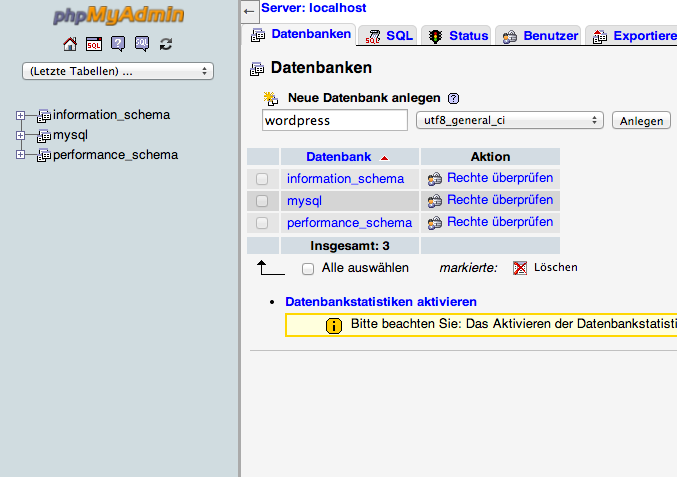 phpMyAdmin
SQL
(Letzte Tabellen) ...
information_schema
mysql
performance_schema
Server: localhost
Datenbanken
SQL
Status
Benutzer
Exportiere
Datenbanken
Neue Datenbank anlegen
wordpress
utf8_general_ci
Anlegen
Datenbank
Aktion
information_schema
Rechte überprüfen
mysql
Rechte überprüfen
performance_schema
Rechte überprüfen
Insgesamt: 3
Alle auswählen
markierte:
Löschen
Datenbankstatistiken aktivieren
Bitte beachten Sie: Das Aktivieren der Datenbankstatisti